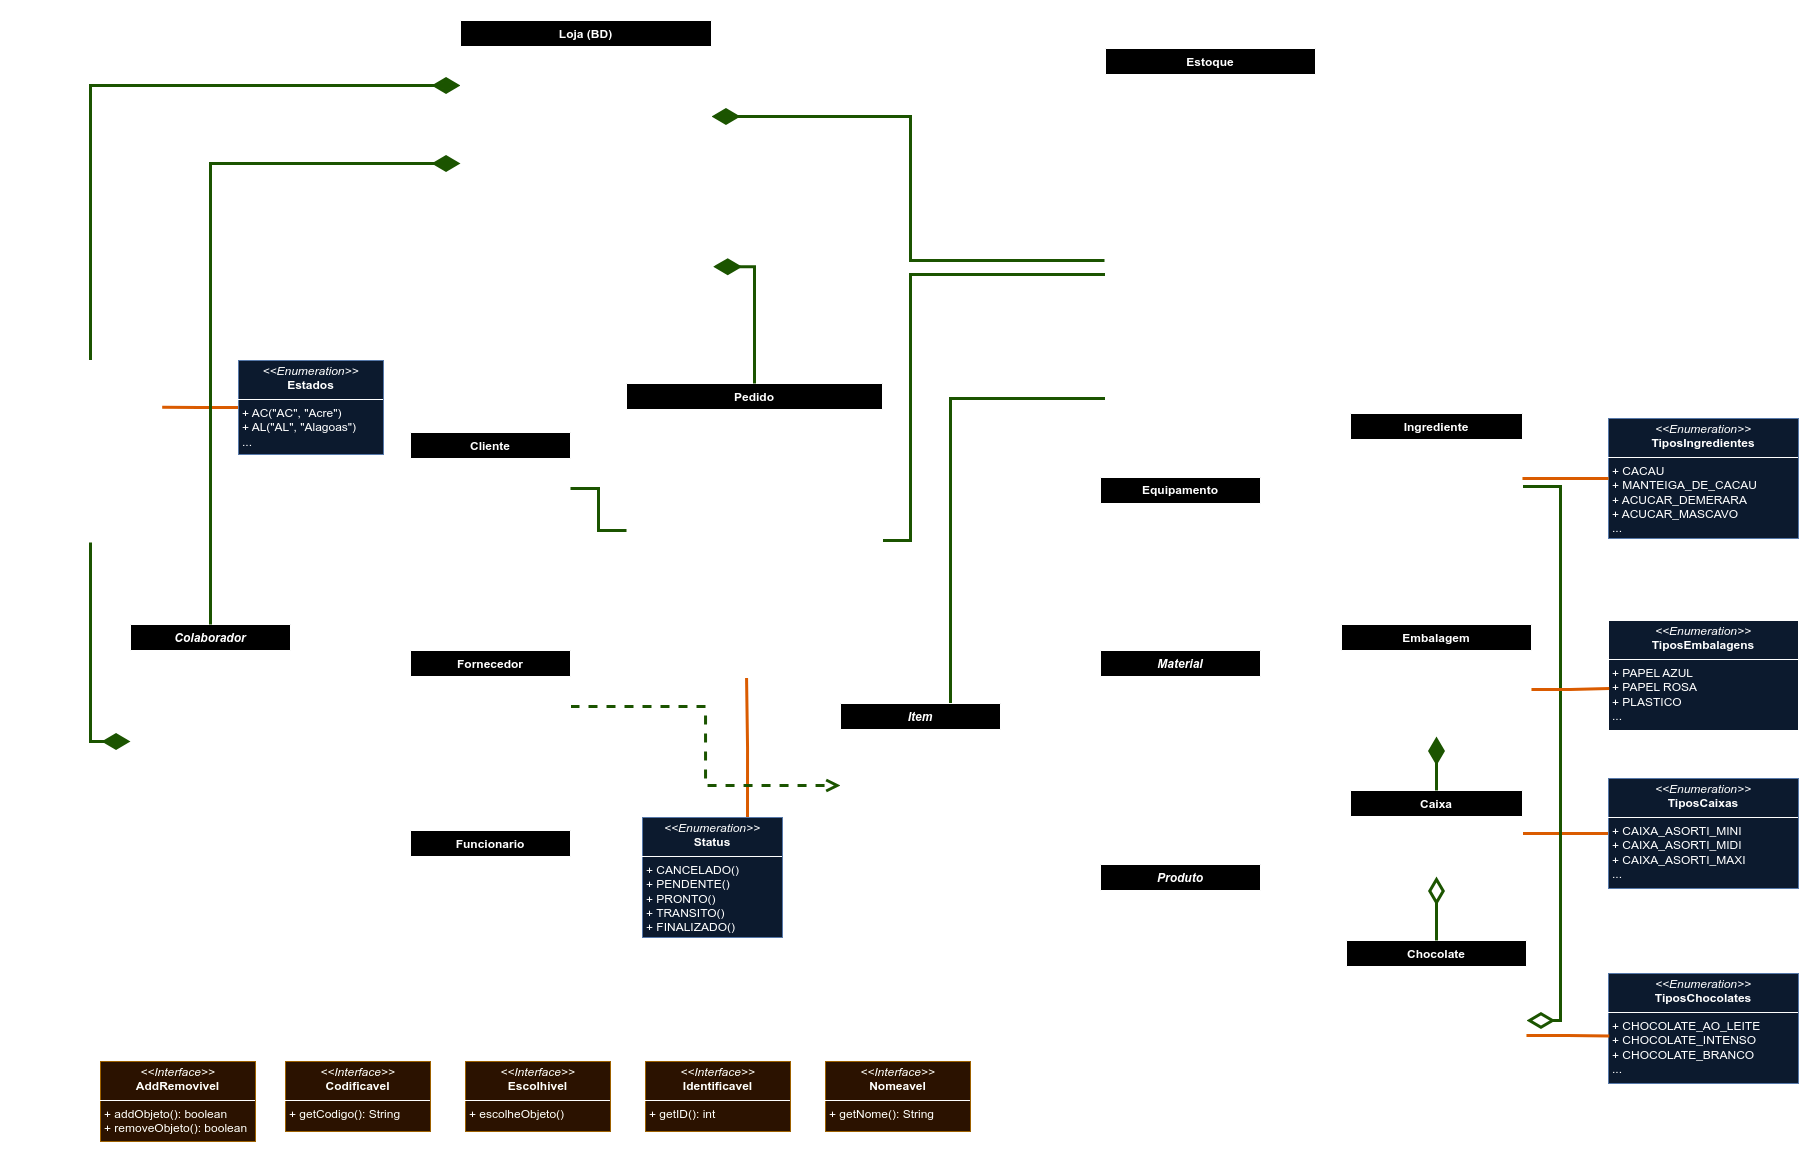 Loja (BD)
Estoque
<<Enumeration>>
Estados
+ AC("AC", "Acre")
+ AL("AL", "Alagoas")
...
Pedido
Cliente
Ingrediente
<<Enumeration>>
TiposIngredientes
+ CACAU
+ MANTEIGA_DE_CACAU
+ ACUCAR_DEMERARA
+ ACUCAR_MASCAVO
...
Equipamento
Colaborador
Fornecedor
Material
Embalagem
<<Enumeration>>
TiposEmbalagens
+ PAPEL AZUL
+ PAPEL ROSA
+ PLASTICO
...
Item
Caixa
<<Enumeration>>
TiposCaixas
+ CAIXA_ASORTI_MINI
+ CAIXA_ASORTI_MIDI
+ CAIXA_ASORTI_MAXI
...
Funcionario
<<Enumeration>>
Status
+ CANCELADO()
+ PENDENTE()
+ PRONTO()
+ TRANSITO()
+ FINALIZADO()
Produto
Chocolate
<<Enumeration>>
TiposChocolates
+ CHOCOLATE_AO_LEITE
+ CHOCOLATE_INTENSO
+ CHOCOLATE_BRANCO
...
<<Interface>>
AddRemovivel
+ addObjeto(): boolean
+ removeObjeto(): boolean
<<Interface>>
Codificavel
+ getCodigo(): String
<<Interface>>
Escolhivel
+ escolheObjeto()
<<Interface>>
Identificavel
+ getID(): int
<<Interface>>
Nomeavel
+ getNome(): String